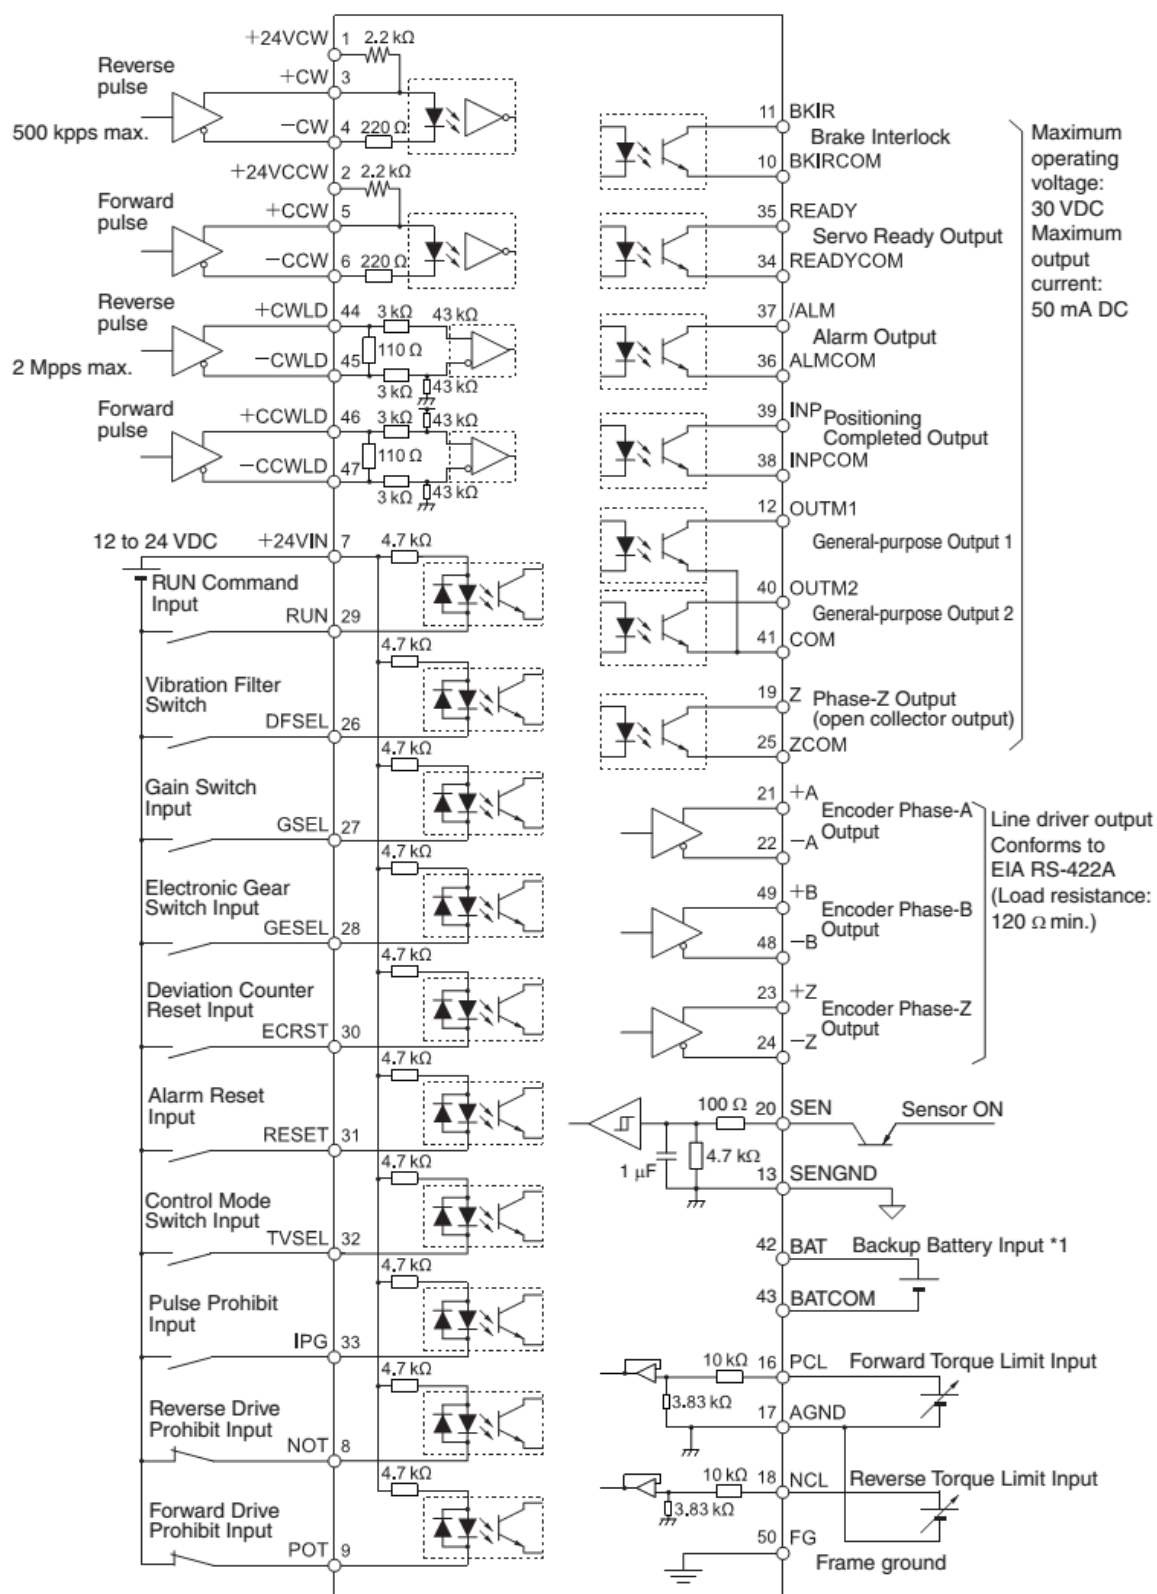 +24VCW 1 2.2 kΩ
Reverse
pulse
+CW 3
500 kpps max.
−CW 4 220 Ω
+24VCCW 2 2.2 kΩ
Forward
pulse
+CCW 5
−CCW 6 220 Ω
Reverse
pulse
+CWLD 44 3 kΩ 43 kΩ
110 Ω
2 Mpps max.
−CWLD 45
3 kΩ 43 kΩ
Forward
pulse
+CCWLD 46 3 kΩ 43 kΩ
110 Ω
−CCWLD 47
3 kΩ 43 kΩ
12 to 24 VDC +24VIN 7 4.7 kΩ
RUN Command
Input
RUN 29
4.7 kΩ
Vibration Filter
Switch
DFSEL 26
4.7 kΩ
Gain Switch
Input
GSEL 27
4.7 kΩ
Electronic Gear
Switch Input
GESEL 28
4.7 kΩ
Deviation Counter
Reset Input
ECRST 30
4.7 kΩ
Alarm Reset
Input
RESET 31
4.7 kΩ
Control Mode
Switch Input
TVSEL 32
4.7 kΩ
Pulse Prohibit
Input
IPG 33
4.7 kΩ
Reverse Drive
Prohibit Input
NOT 8
4.7 kΩ
Forward Drive
Prohibit Input
POT 9
11 BKIR
Brake Interlock
10 BKIRCOM
35 READY
Servo Ready Output
34 READYCOM
37 /ALM
Alarm Output
36 ALMCOM
39 INP
Positioning
Completed Output
38 INPCOM
12 OUTM1
General-purpose Output 1
40 OUTM2
General-purpose Output 2
41 COM
19 Z
Phase-Z Output
(open collector output)
25 ZCOM
Maximum
operating
voltage:
30 VDC
Maximum
output
current:
50 mA DC
21 +A
Encoder Phase-A
Output
22 −A
49 +B
Encoder Phase-B
Output
48 −B
23 +Z
Encoder Phase-Z
Output
24 −Z
Line driver output
Conforms to
EIA RS-422A
(Load resistance:
120 Ω min.)
100 Ω 20 SEN Sensor ON
1 μF 4.7 kΩ
13 SENGND
42 BAT Backup Battery Input *1
43 BATCOM
10 kΩ 16 PCL Forward Torque Limit Input
3.83 kΩ
17 AGND
10 kΩ 18 NCL Reverse Torque Limit Input
3.83 kΩ
50 FG
Frame ground